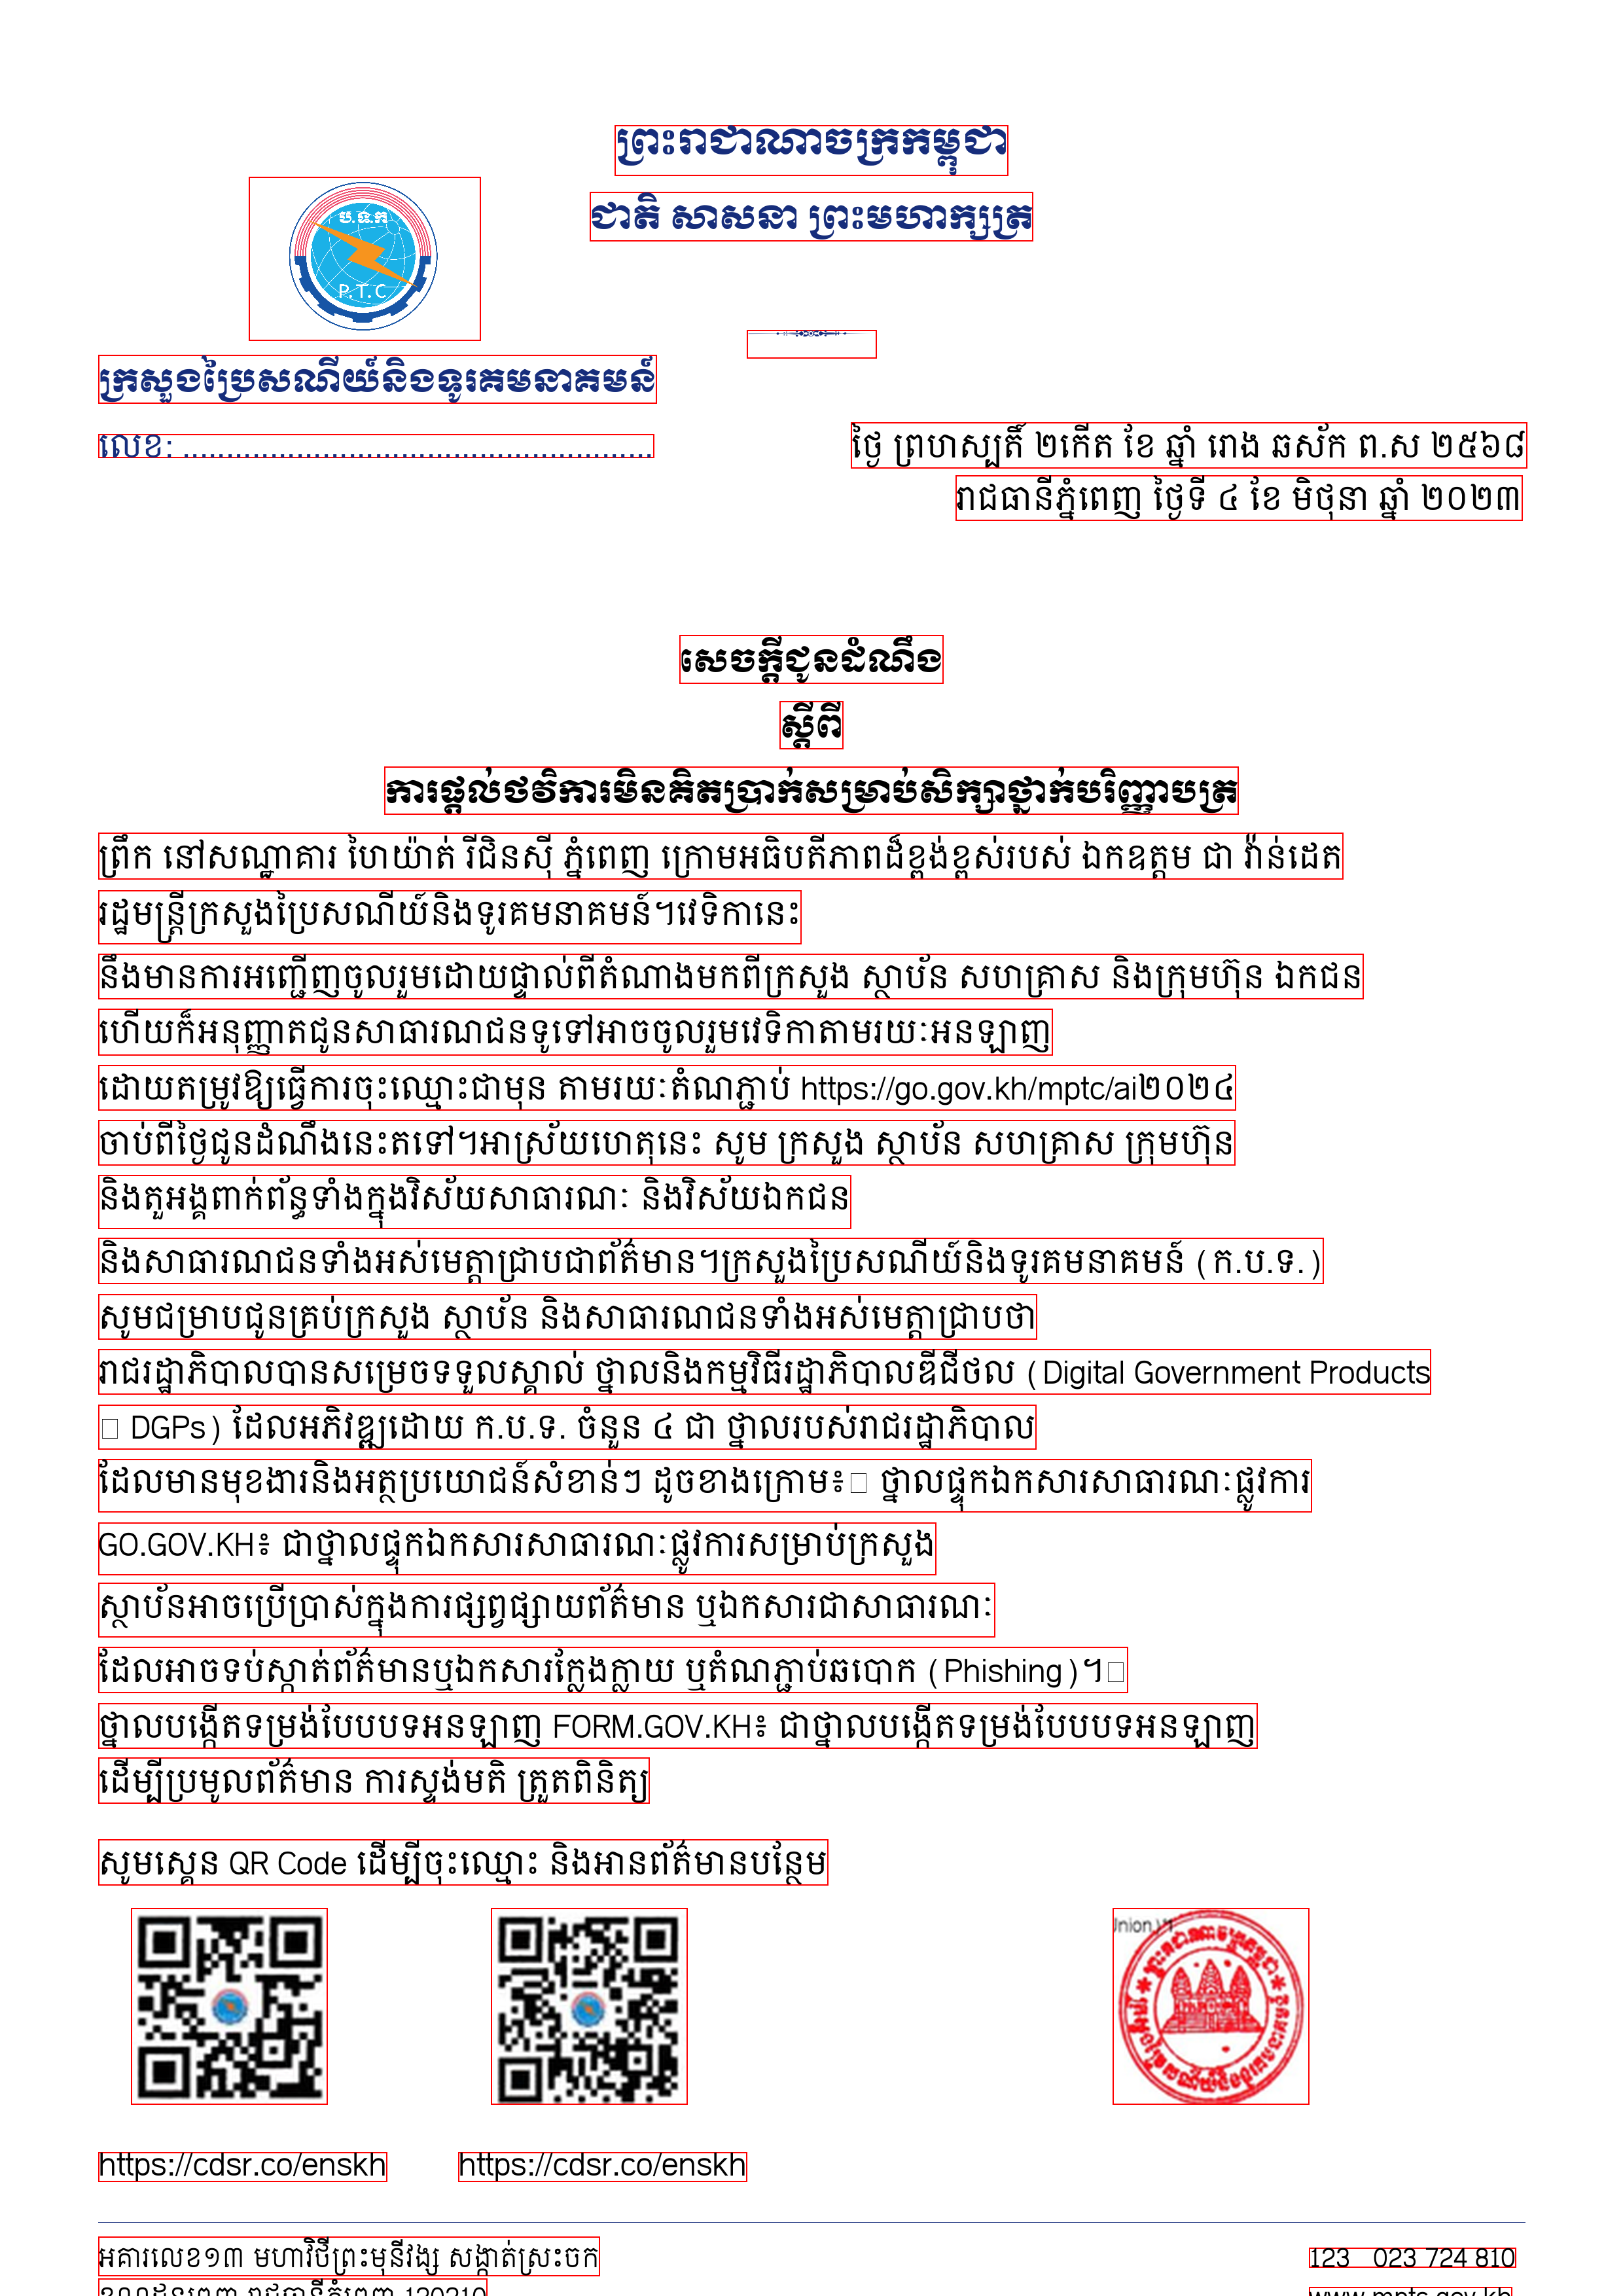 ព្រះរាជាណាចក្រកម្ពុជា
ជាតិ សាសនា ព្រះមហាក្សត្រ
ប.ទ.ក
P.T.C
ក្រសួងប្រៃសណីយ៍និងទូរគមនាគមន៍
លេខ: ......................................................
ថ្ងៃ ព្រហស្បតិ៍ ២កើត ខែ ឆ្នាំ រោង ឆស័ក ព.ស ២៥៦៨
រាជធានីភ្នំពេញ ថ្ងៃទី ៤ ខែ មិថុនា ឆ្នាំ ២០២៣
សេចក្តីជូនដំណឹង
ស្តីពី
ការផ្តល់ថវិការមិនគិតប្រាក់សម្រាប់សិក្សាថ្នាក់បរិញ្ញាបត្រ
ព្រឹក នៅសណ្ឋាគារ ហៃយ៉ាត់ រីជិនស៊ី ភ្នំពេញ ក្រោមអធិបតីភាពដ៏ខ្ពង់ខ្ពស់របស់ ឯកឧត្តម ជា វ៉ាន់ដេត
រដ្ឋមន្ត្រីក្រសួងប្រៃសណីយ៍និងទូរគមនាគមន៍។វេទិកានេះ
នឹងមានការអញ្ជើញចូលរួមដោយផ្ទាល់ពីតំណាងមកពីក្រសួង ស្ថាប័ន សហគ្រាស និងក្រុមហ៊ុន ឯកជន
ហើយក៏អនុញ្ញាតជូនសាធារណជនទូទៅអាចចូលរួមវេទិកាតាមរយៈអនឡាញ
ដោយតម្រូវឱ្យធ្វើការចុះឈ្មោះជាមុន តាមរយៈតំណភ្ជាប់ https://go.gov.kh/mptc/ai២០២៤
ចាប់ពីថ្ងៃជូនដំណឹងនេះតទៅ។អាស្រ័យហេតុនេះ សូម ក្រសួង ស្ថាប័ន សហគ្រាស ក្រុមហ៊ុន
និងតួអង្គពាក់ព័ន្ធទាំងក្នុងវិស័យសាធារណៈ និងវិស័យឯកជន
និងសាធារណជនទាំងអស់មេត្តាជ្រាបជាព័ត៌មាន។ក្រសួងប្រៃសណីយ៍និងទូរគមនាគមន៍ (ក.ប.ទ.)
សូមជម្រាបជូនគ្រប់ក្រសួង ស្ថាប័ន និងសាធារណជនទាំងអស់មេត្តាជ្រាបថា
រាជរដ្ឋាភិបាលបានសម្រេចទទួលស្គាល់ ថ្នាលនិងកម្មវិធីរដ្ឋាភិបាលឌីជីថល (Digital Government Products
DGPs) ដែលអភិវឌ្ឍដោយ ក.ប.ទ. ចំនួន ៤ ជា ថ្នាលរបស់រាជរដ្ឋាភិបាល
ដែលមានមុខងារនិងអត្ថប្រយោជន៍សំខាន់ៗ ដូចខាងក្រោម៖ ថ្នាលផ្ទុកឯកសារសាធារណៈផ្លូវការ
GO.GOV.KH៖ ជាថ្នាលផ្ទុកឯកសារសាធារណៈផ្លូវការសម្រាប់ក្រសួង
ស្ថាប័នអាចប្រើប្រាស់ក្នុងការផ្សព្វផ្សាយព័ត៌មាន ឬឯកសារជាសាធារណៈ
ដែលអាចទប់ស្កាត់ព័ត៌មានឬឯកសារក្លែងក្លាយ ឬតំណភ្ជាប់ឆបោក (Phishing)។
ថ្នាលបង្កើតទម្រង់បែបបទអនឡាញ FORM.GOV.KH៖ ជាថ្នាលបង្កើតទម្រង់បែបបទអនឡាញ
ដើម្បីប្រមូលព័ត៌មាន ការស្ទង់មតិ ត្រួតពិនិត្យ
សូមស្កេន QR Code ដើម្បីចុះឈ្មោះ និងអានព័ត៌មានបន្ថែម
https://cdsr.co/enskh https://cdsr.co/enskh
អគារលេខ១៣ មហាវិថីព្រះមុនីវង្ស សង្កាត់ស្រះចក
123 023 724 810